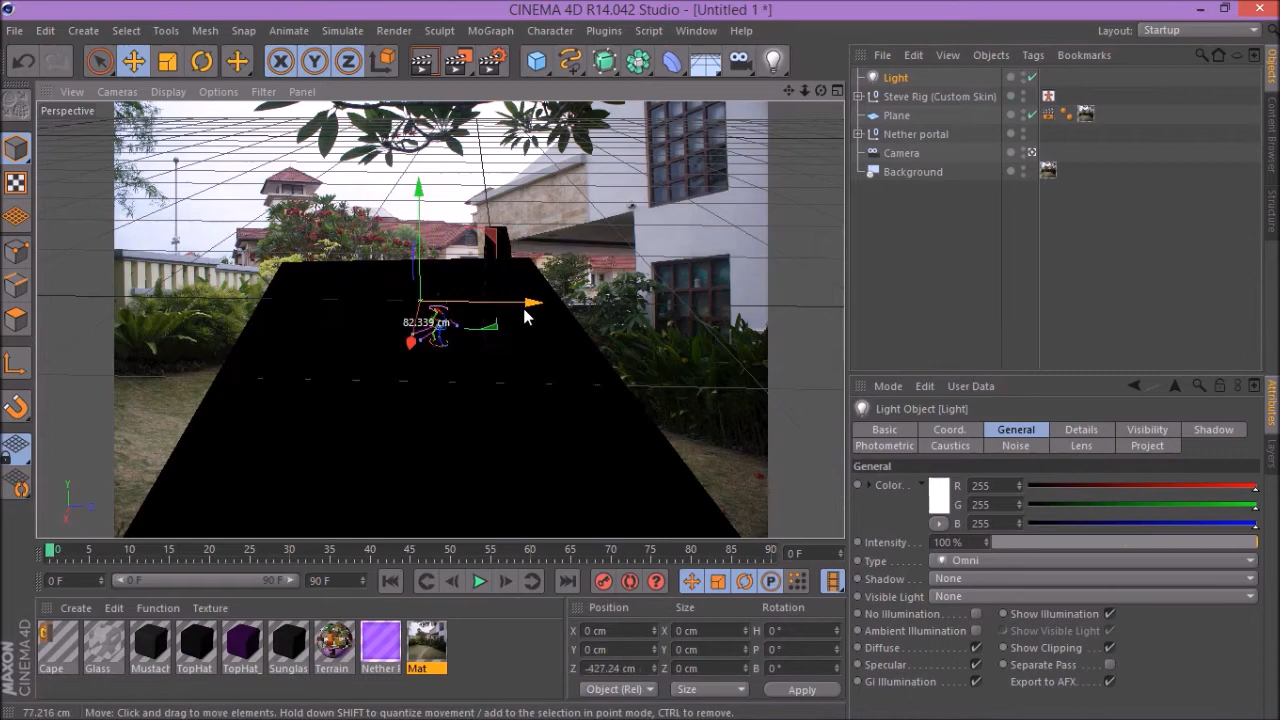 CINEMA 4D R14.042 Studio - [Untitled 1 *]
File Edit Create Select Tools Mesh Snap Animate Simulate Render Sculpt MoGraph Character Plugins Script Window Help
Layout: Startup
File Edit View Objects Tags Bookmarks
View Cameras Display Options Filter Panel
Perspective
Light
Steve Rig (Custom Skin)
Plane
Nether portal
Camera
Background
Objects
Content Browser
82.339 cm
Y
Z
X
Mode Edit User Data
Light Object [Light]
Basic Coord. General Details Visibility Shadow
Photometric Caustics Noise Lens Project
General
Color. . R 255
G 255
B 255
Intensity . . . 100 %
Type . . . . . Omni
Shadow . . . None
Visible Light . None
No Illumination . Show Illumination
Ambient Illumination Show Visible Light
Diffuse . . . Show Clipping
Specular . . Separate Pass
GI Illumination Export to AFX.
Attributes
Layers
0 5 10 15 20 25 30 35 40 45 50 55 60 65 70 75 80 85 90 0 F
0 F 0 F 90 F 90 F
Create Edit Function Texture
Cape Glass Mustach TopHat TopHat_ Sunglas Terrain Nether F Mat
Position Size Rotation
X 0 cm X 0 cm H 0 °
Y 0 cm Y 0 cm P 0 °
Z -427.24 cm Z 0 cm B 0 °
Object (Rel) Size Apply
MAXON
CINEMA 4D
77.216 cm Move: Click and drag to move elements. Hold down SHIFT to quantize movement / add to the selection in point mode, CTRL to remove.